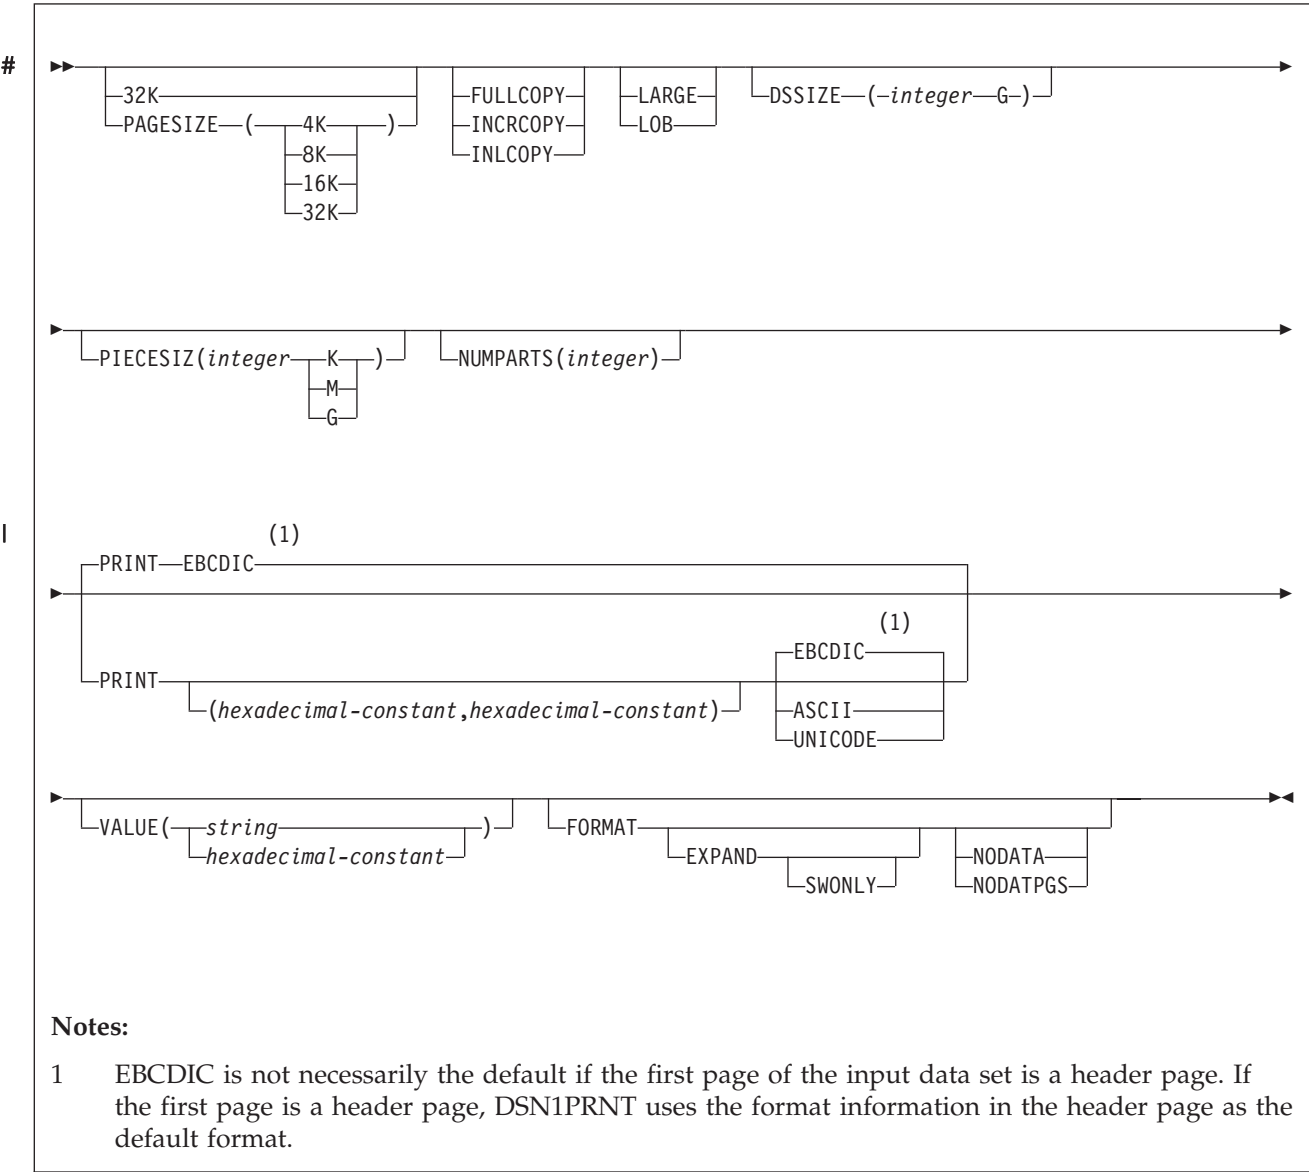 #
32K
PAGESIZE ( 4K )
8K
16K
32K
FULLCOPY
INCRCOPY
INLCOPY
LARGE
LOB
DSSIZE ( integer G )
PIECESIZ(integer K )
M
G
NUMPARTS(integer)
|
(1)
PRINT EBCDIC
PRINT
(hexadecimal-constant,hexadecimal-constant)
(1)
EBCDIC
ASCII
UNICODE
VALUE( string )
hexadecimal-constant
FORMAT
EXPAND
SWONLY
NODATA
NODATPGS
Notes:
1 EBCDIC is not necessarily the default if the first page of the input data set is a header page. If
the first page is a header page, DSN1PRNT uses the format information in the header page as the
default format.